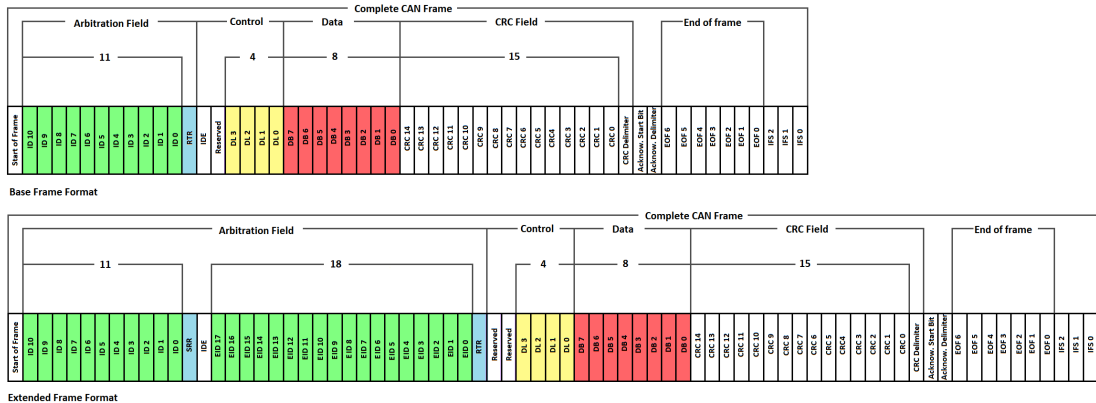 Complete CAN Frame
Arbitration Field Control Data CRC Field End of frame
11 4 8 15
Start of Frame ID 10 ID 9 ID 8 ID 7 ID 6 ID 5 ID 4 ID 3 ID 2 ID 1 ID 0 RTR IDE Reserved DL 3 DL 2 DL 1 DL 0 DB 7 DB 6 DB 5 DB 4 DB 3 DB 2 DB 1 DB 0 CRC 14 CRC 13 CRC 12 CRC 11 CRC 10 CRC 9 CRC 8 CRC 7 CRC 6 CRC 5 CRC4 CRC 3 CRC 2 CRC 1 CRC 0 CRC Delimiter Acknow. Start Bit Acknow. Delimiter EOF 6 EOF 5 EOF 4 EOF 3 EOF 2 EOF 1 EOF 0 IFS 2 IFS 1 IFS 0
Base Frame Format
Complete CAN Frame
Arbitration Field Control Data CRC Field End of frame
11 18 4 8 15
Start of Frame ID 10 ID 9 ID 8 ID 7 ID 6 ID 5 ID 4 ID 3 ID 2 ID 1 ID 0 SRR IDE EID 17 EID 16 EID 15 EID 14 EID 13 EID 12 EID 11 EID 10 EID 9 EID 8 EID 7 EID 6 EID 5 EID 4 EID 3 EID 2 EID 1 EID 0 RTR Reserved Reserved DL 3 DL 2 DL 1 DL 0 DB 7 DB 6 DB 5 DB 4 DB 3 DB 2 DB 1 DB 0 CRC 14 CRC 13 CRC 12 CRC 11 CRC 10 CRC 9 CRC 8 CRC 7 CRC 6 CRC 5 CRC4 CRC 3 CRC 2 CRC 1 CRC 0 CRC Delimiter Acknow. Start Bit Acknow. Delimiter EOF 6 EOF 5 EOF 4 EOF 3 EOF 2 EOF 1 EOF 0 IFS 2 IFS 1 IFS 0
Extended Frame Format